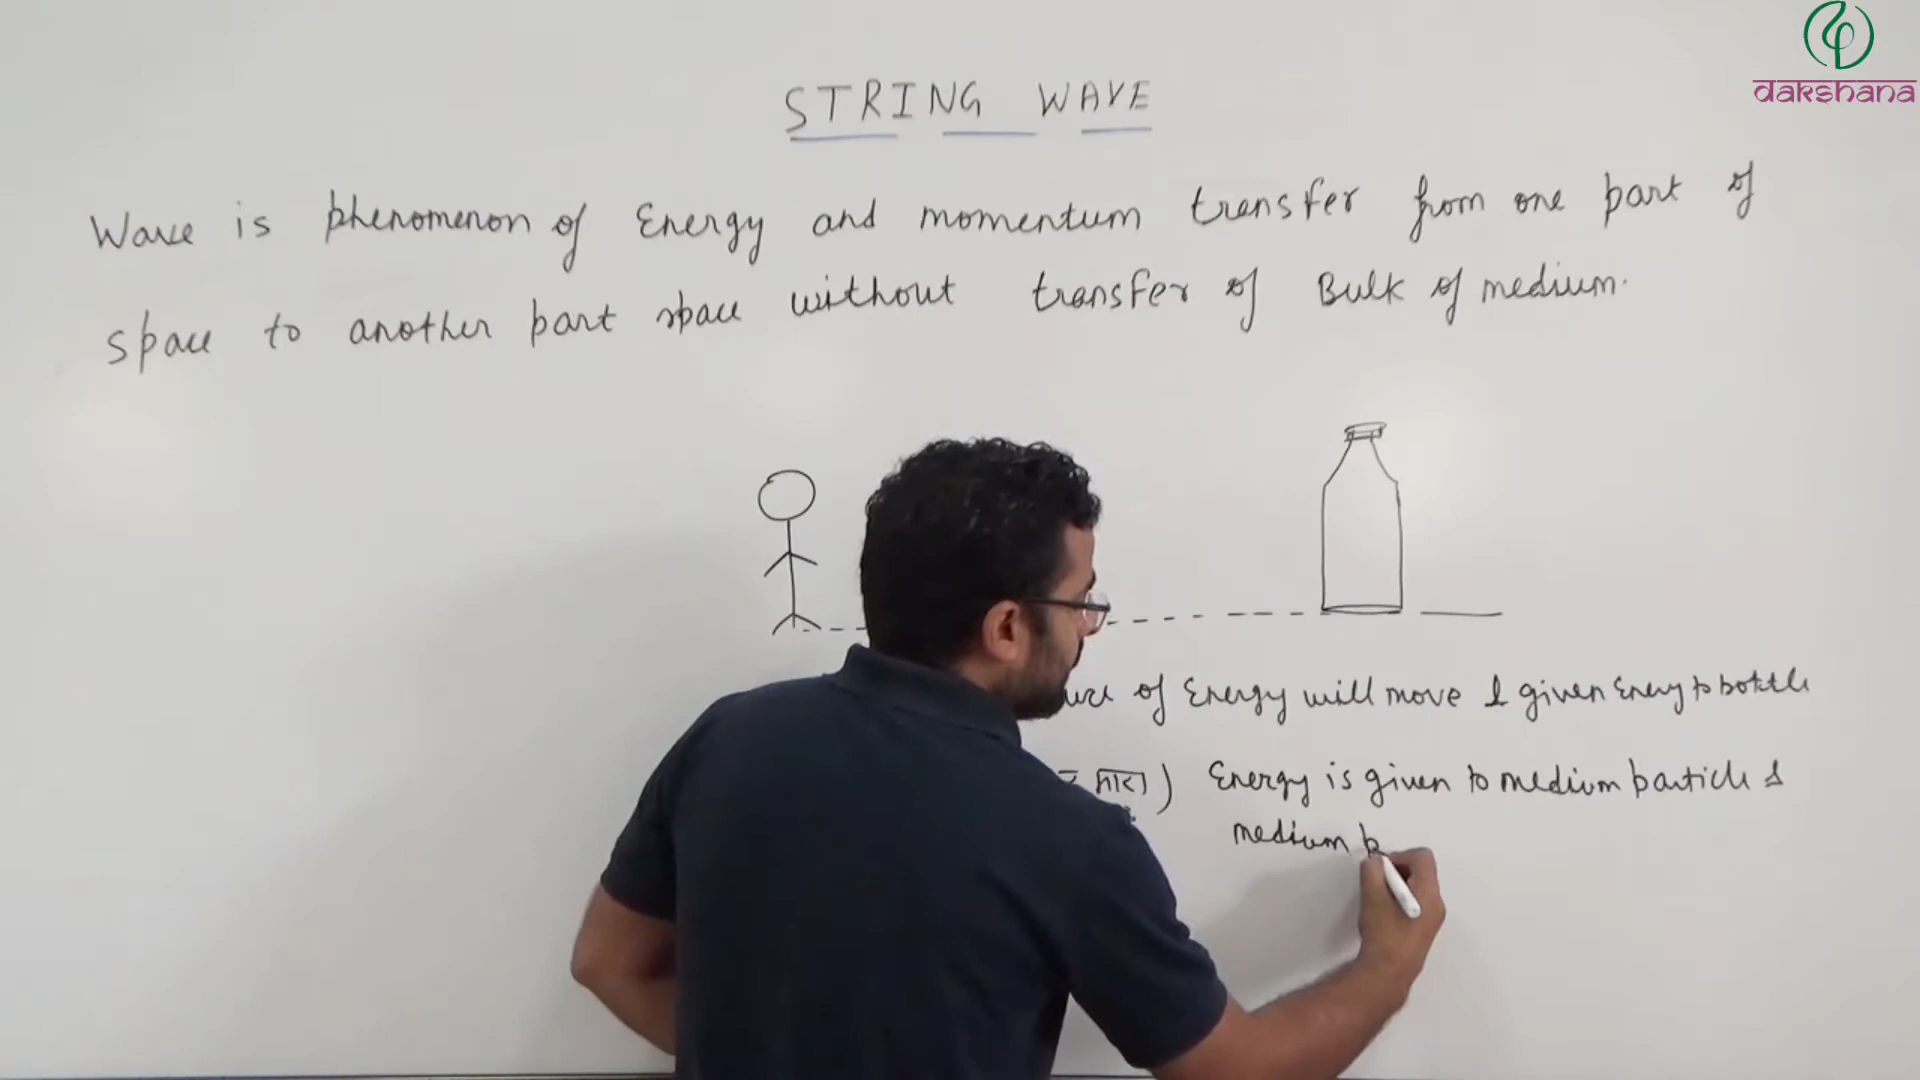 dakshana
STRING WAVE
Wave is phenomenon of Energy and momentum transfer from one part of
space to another part space without transfer of Bulk of medium.
of Energy will move & given Energy to bottle
Energy is given to medium particle &
medium